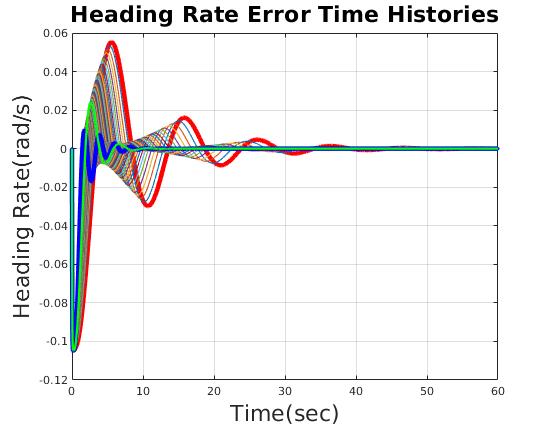 Heading Rate Error Time Histories
0.06
0.04
0.02
0
-0.02
-0.04
-0.06
-0.08
-0.1
-0.12
Heading Rate(rad/s)
0 10 20 30 40 50 60
Time(sec)